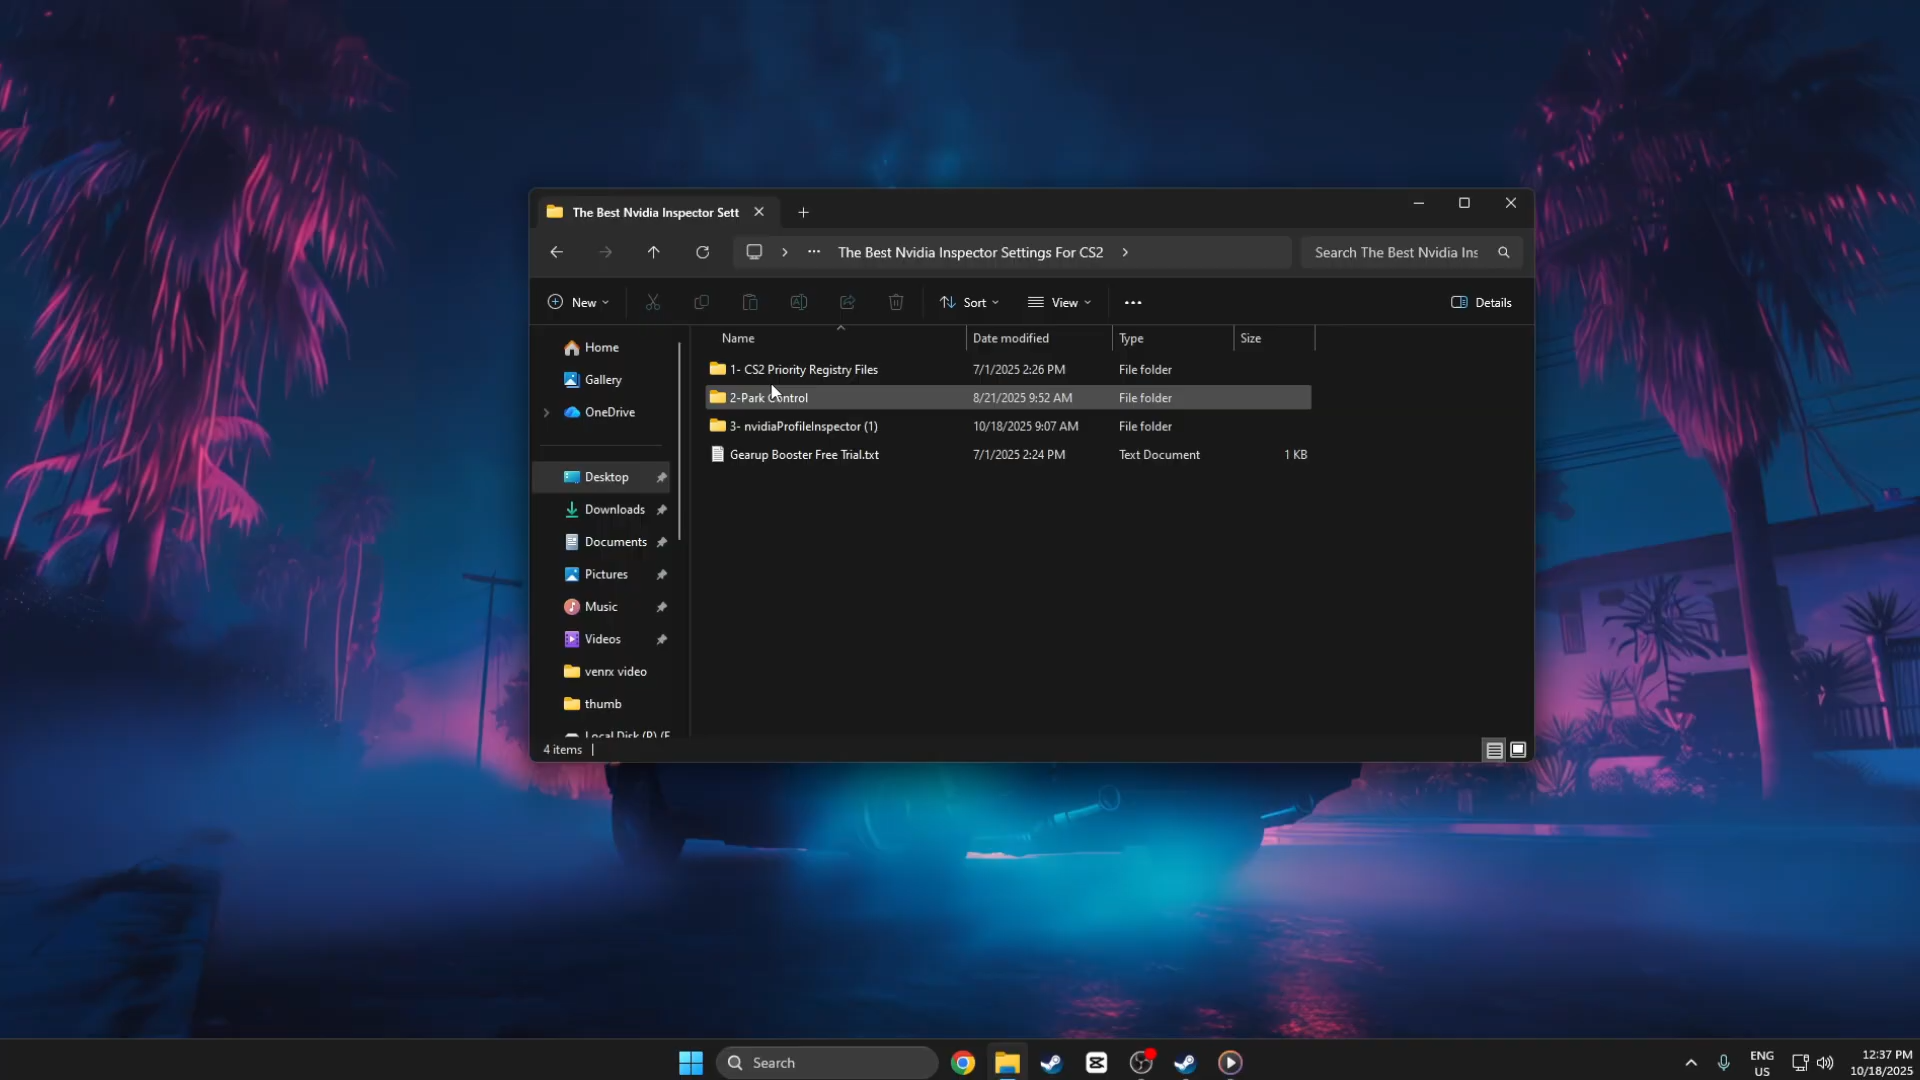 The Best Nvidia Inspector Sett
The Best Nvidia Inspector Settings For CS2
Search The Best Nvidia Ins
New
Sort
View
Details
Name Date modified Type Size
Home
Gallery
OneDrive
Desktop
Downloads
Documents
Pictures
Music
Videos
venrx video
thumb
Local Disk (P) (F
1- CS2 Priority Registry Files 7/1/2025 2:26 PM File folder
2-Park Control 8/21/2025 9:52 AM File folder
3- nvidiaProfileInspector (1) 10/18/2025 9:07 AM File folder
Gearup Booster Free Trial.txt 7/1/2025 2:24 PM Text Document 1 KB
4 items
Search
ENG
US
12:37 PM
10/18/2025